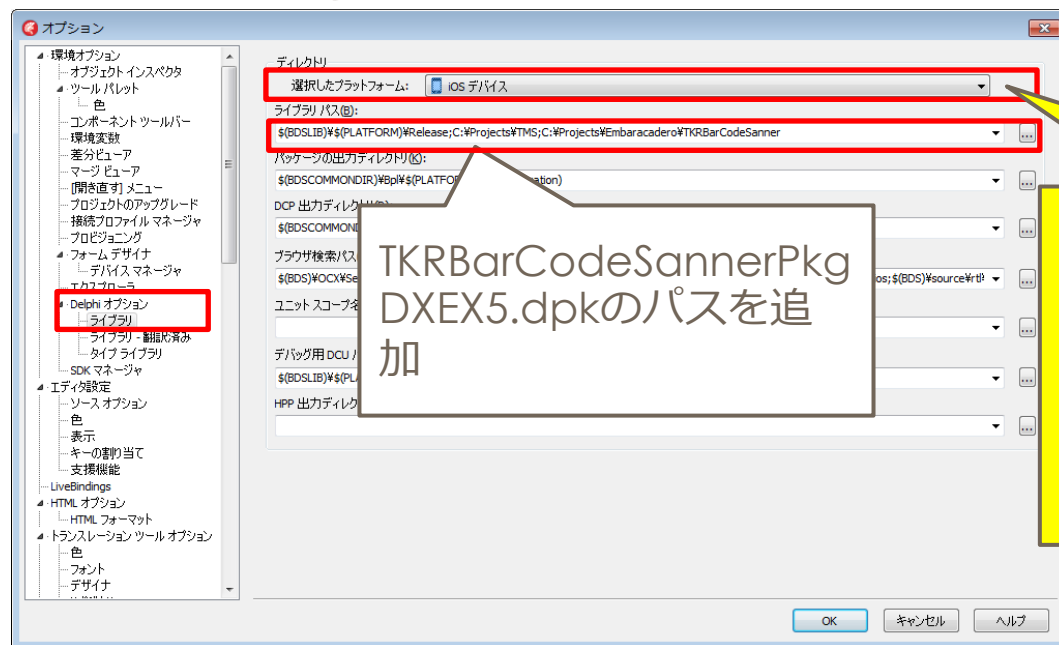 オプション
環境オプション
オブジェクト インスペクタ
ツール パレット
色
コンポーネント ツールバー
環境変数
差分ビューア
マージ ビューア
[開き直す] メニュー
プロジェクトのアップグレード
接続プロファイル マネージャ
プロビジョニング
フォーム デザイナ
デバイス マネージャ
エクスプローラ
Delphi オプション
ライブラリ
ライブラリ - 翻訳済み
タイプ ライブラリ
SDK マネージャ
エディタ設定
ソース オプション
色
表示
キーの割り当て
支援機能
LiveBindings
HTML オプション
HTML フォーマット
トランスレーション ツール オプション
色
フォント
デザイナ
ディレクトリ
選択したプラットフォーム: iOS デバイス
ライブラリ パス(B):
$(BDSLIB)¥$(PLATFORM)¥Release;C:¥Projects¥TMS;C:¥Projects¥Embaracadero¥TKRBarCodeSanner
パッケージの出力ディレクトリ(K):
$(BDSCOMMONDIR)¥Bpl¥$(PLATFO
DCP 出力ディレクトリ
$(BDSCOMMON
ブラウザ検索パス
$(BDS)¥OCX¥Se
os;$(BDS)¥source¥rtl¥
ユニット スコープ名
デバッグ用 DCU
$(BDSLIB)¥$(PL
HPP 出力ディレク
TKRBarCodeSannerPkg
DXEX5.dpkのパスを追
加
OK
キャンセル
ヘルプ